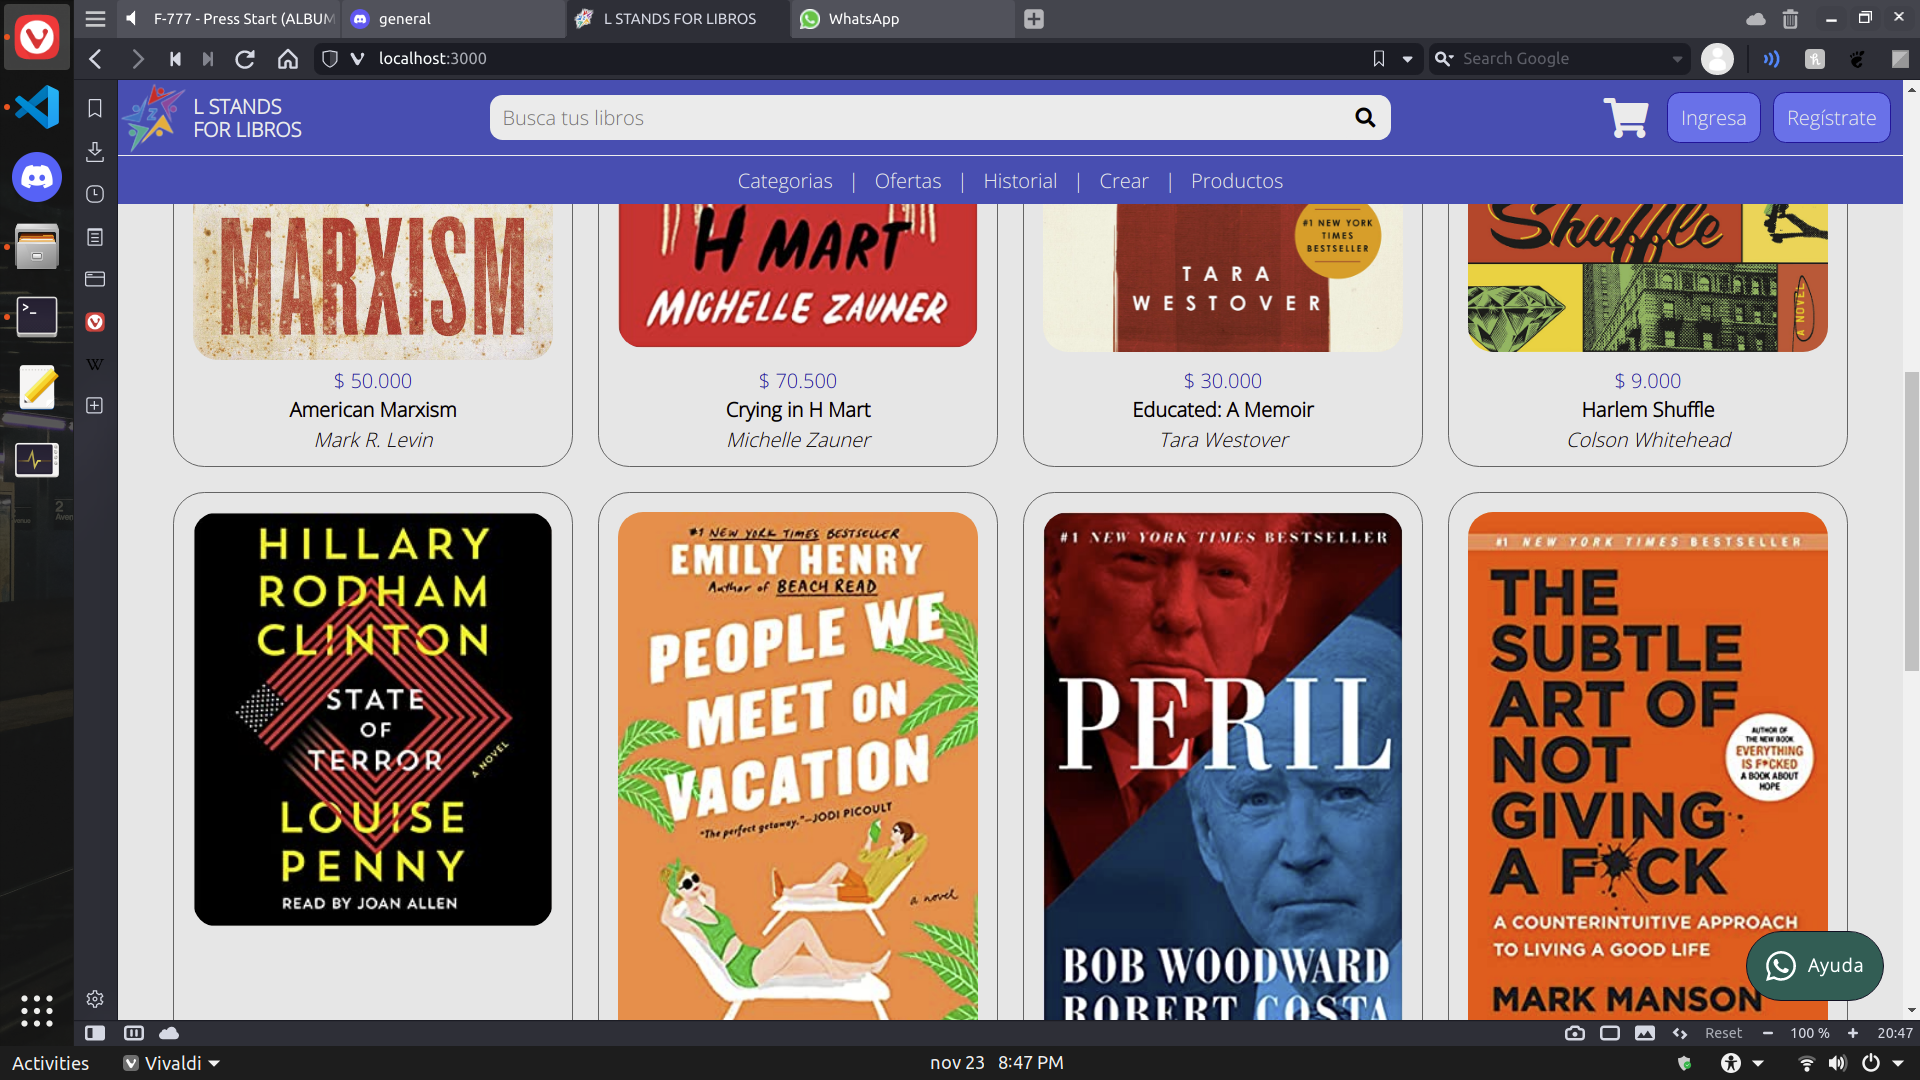 F-777 - Press Start (ALBUM
general
L STANDS FOR LIBROS
WhatsApp
localhost:3000
Search Google
L STANDS
FOR LIBROS
Busca tus libros
Ingresa
Regístrate
Categorias | Ofertas | Historial | Crear | Productos
MARXISM
H MART
MICHELLE ZAUNER
#1 NEW YORK
TIMES
BESTSELLER
TARA
WESTOVER
Shuffle
A NOVEL
$ 50.000
American Marxism
Mark R. Levin
$ 70.500
Crying in H Mart
Michelle Zauner
$ 30.000
Educated: A Memoir
Tara Westover
$ 9.000
Harlem Shuffle
Colson Whitehead
HILLARY
RODHAM
CLINTON
STATE
OF
TERROR
A NOVEL
LOUISE
PENNY
READ BY JOAN ALLEN
#1 NEW YORK TIMES BESTSELLER
EMILY HENRY
Author of BEACH READ
PEOPLE WE
MEET ON
VACATION
"The perfect getaway."—JODI PICOULT
a novel
#1 NEW YORK TIMES BESTSELLER
PERIL
BOB WOODWARD
ROBERT COSTA
#1 NEW YORK TIMES BESTSELLER
THE
SUBTLE
ART OF
NOT
GIVING
A F*CK
AUTHOR OF
THE NEW BOOK
EVERYTHING
IS F*CKED
A BOOK ABOUT
HOPE
A COUNTERINTUITIVE APPROACH
TO LIVING A GOOD LIFE
MARK MANSON
Ayuda
Reset
100 %
20:47
Activities
Vivaldi
nov 23 8:47 PM